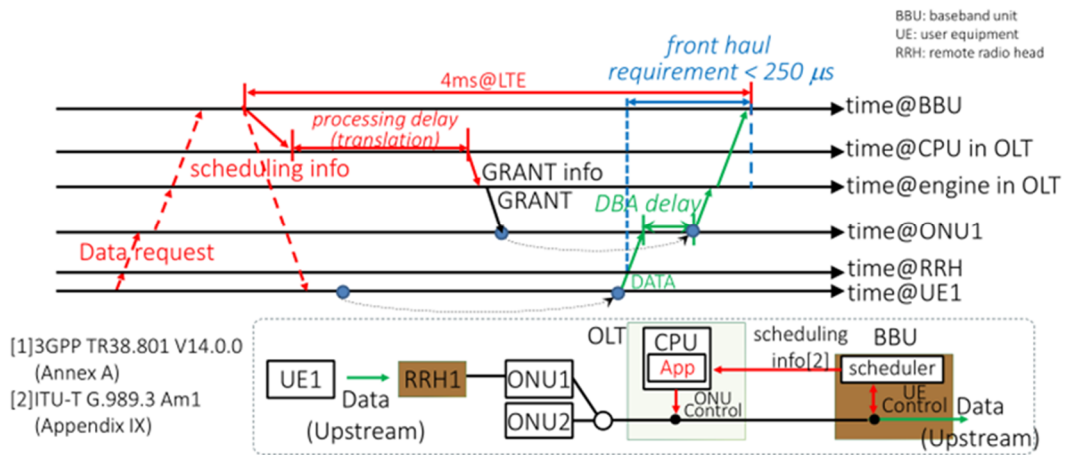 BBU: baseband unit
UE: user equipment
RRH: remote radio head
front haul
requirement < 250 μs
4ms@LTE
time@BBU
processing delay
(translation)
time@CPU in OLT
scheduling info
GRANT info
time@engine in OLT
GRANT
DBA delay
time@ONU1
Data request
time@RRH
DATA
time@UE1
[1]3GPP TR38.801 V14.0.0
(Annex A)
[2]ITU-T G.989.3 Am1
(Appendix IX)
OLT
CPU
App
scheduling
info[2]
BBU
scheduler
UE1
Data
(Upstream)
RRH1
ONU1
ONU2
ONU
Control
UE
Control
Data
(Upstream)